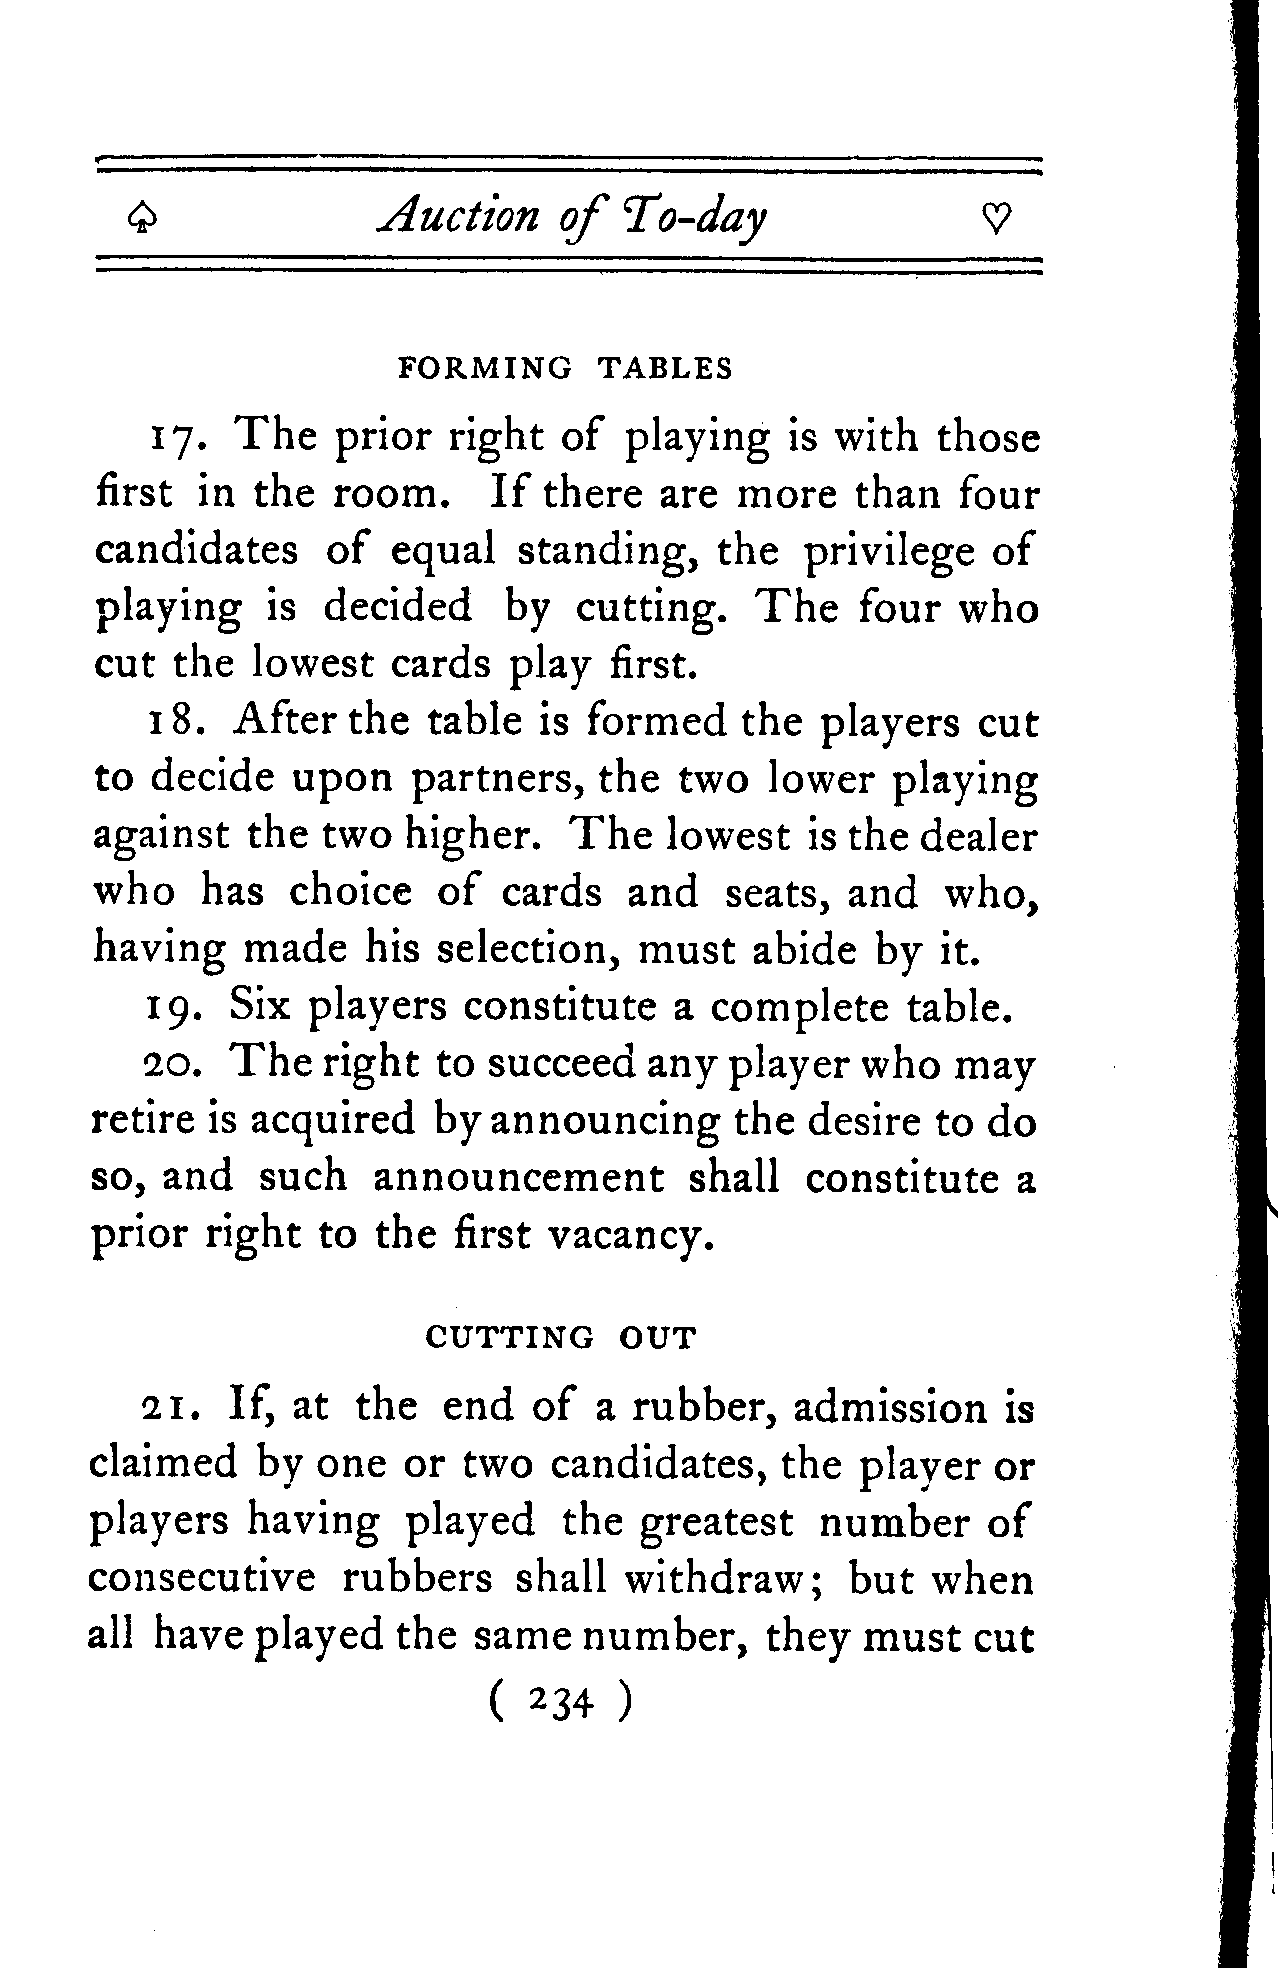 ♤ Auction of To-day ♡
FORMING TABLES
17. The prior right of playing is with those
first in the room. If there are more than four
candidates of equal standing, the privilege of
playing is decided by cutting. The four who
cut the lowest cards play first.
18. After the table is formed the players cut
to decide upon partners, the two lower playing
against the two higher. The lowest is the dealer
who has choice of cards and seats, and who,
having made his selection, must abide by it.
19. Six players constitute a complete table.
20. The right to succeed any player who may
retire is acquired by announcing the desire to do
so, and such announcement shall constitute a
prior right to the first vacancy.
CUTTING OUT
21. If, at the end of a rubber, admission is
claimed by one or two candidates, the player or
players having played the greatest number of
consecutive rubbers shall withdraw; but when
all have played the same number, they must cut
( 234 )